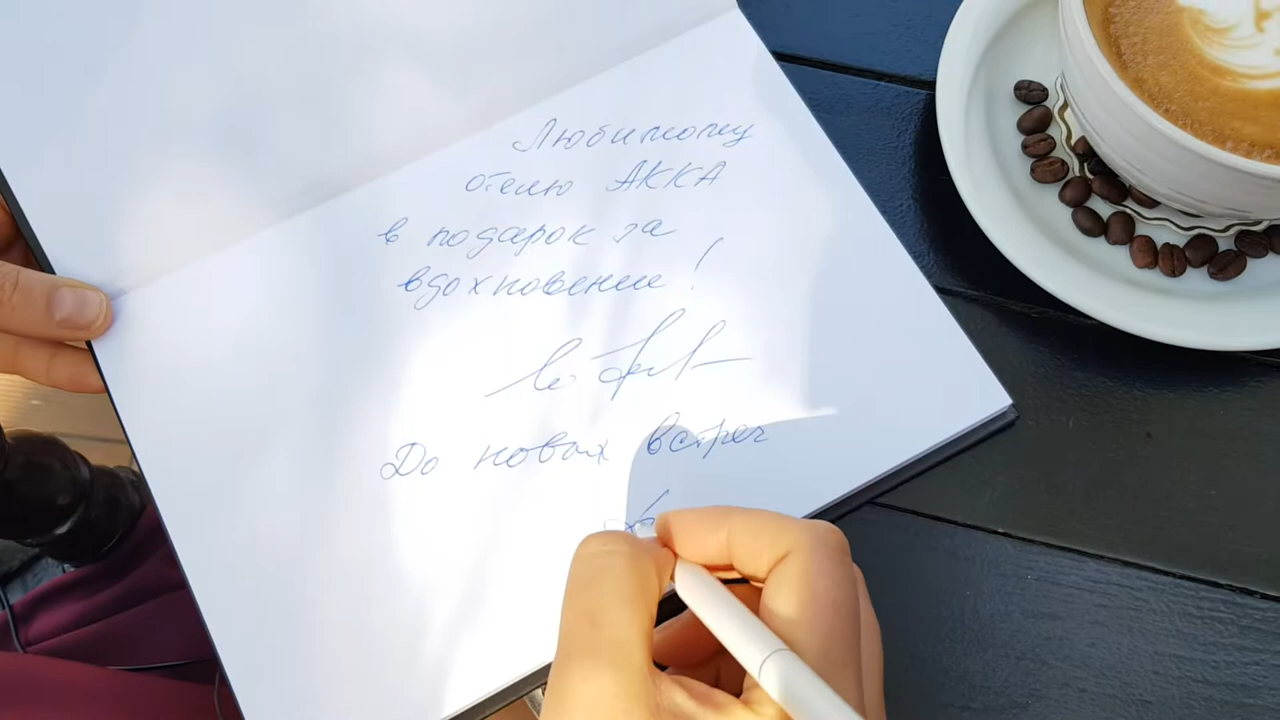 Любимому
отелю АККА
в подарок за
вдохновение!
До новых встреч